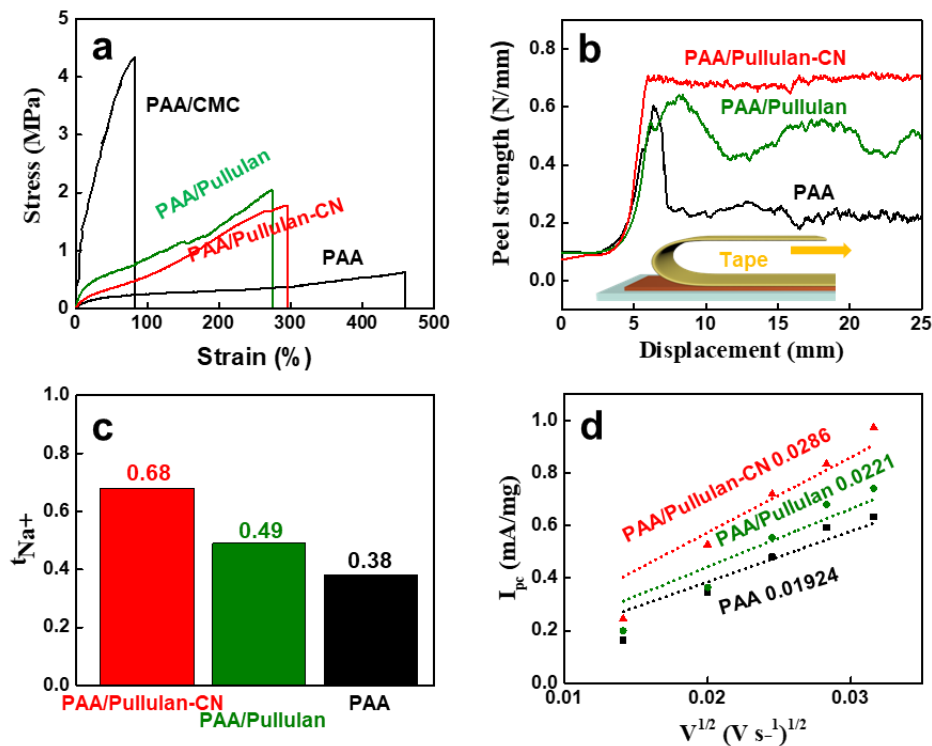 a
Stress (MPa)
5
4
3
2
1
0
PAA/CMC
PAA/Pullulan
PAA/Pullulan-CN
PAA
0 100 200 300 400 500
Strain (%)
b
Peel strength (N/mm)
0.8
0.6
0.4
0.2
0.0
PAA/Pullulan-CN
PAA/Pullulan
PAA
Tape
0 5 10 15 20 25
Displacement (mm)
c
tNa+
1.0
0.8
0.6
0.4
0.2
0.0
0.68
0.49
0.38
PAA/Pullulan-CN
PAA/Pullulan
PAA
d
Ipc (mA/mg)
1.0
0.8
0.6
0.4
0.2
0.0
PAA/Pullulan-CN 0.0286
PAA/Pullulan 0.0221
PAA 0.01924
0.01 0.02 0.03
V1/2 (V s–1)1/2